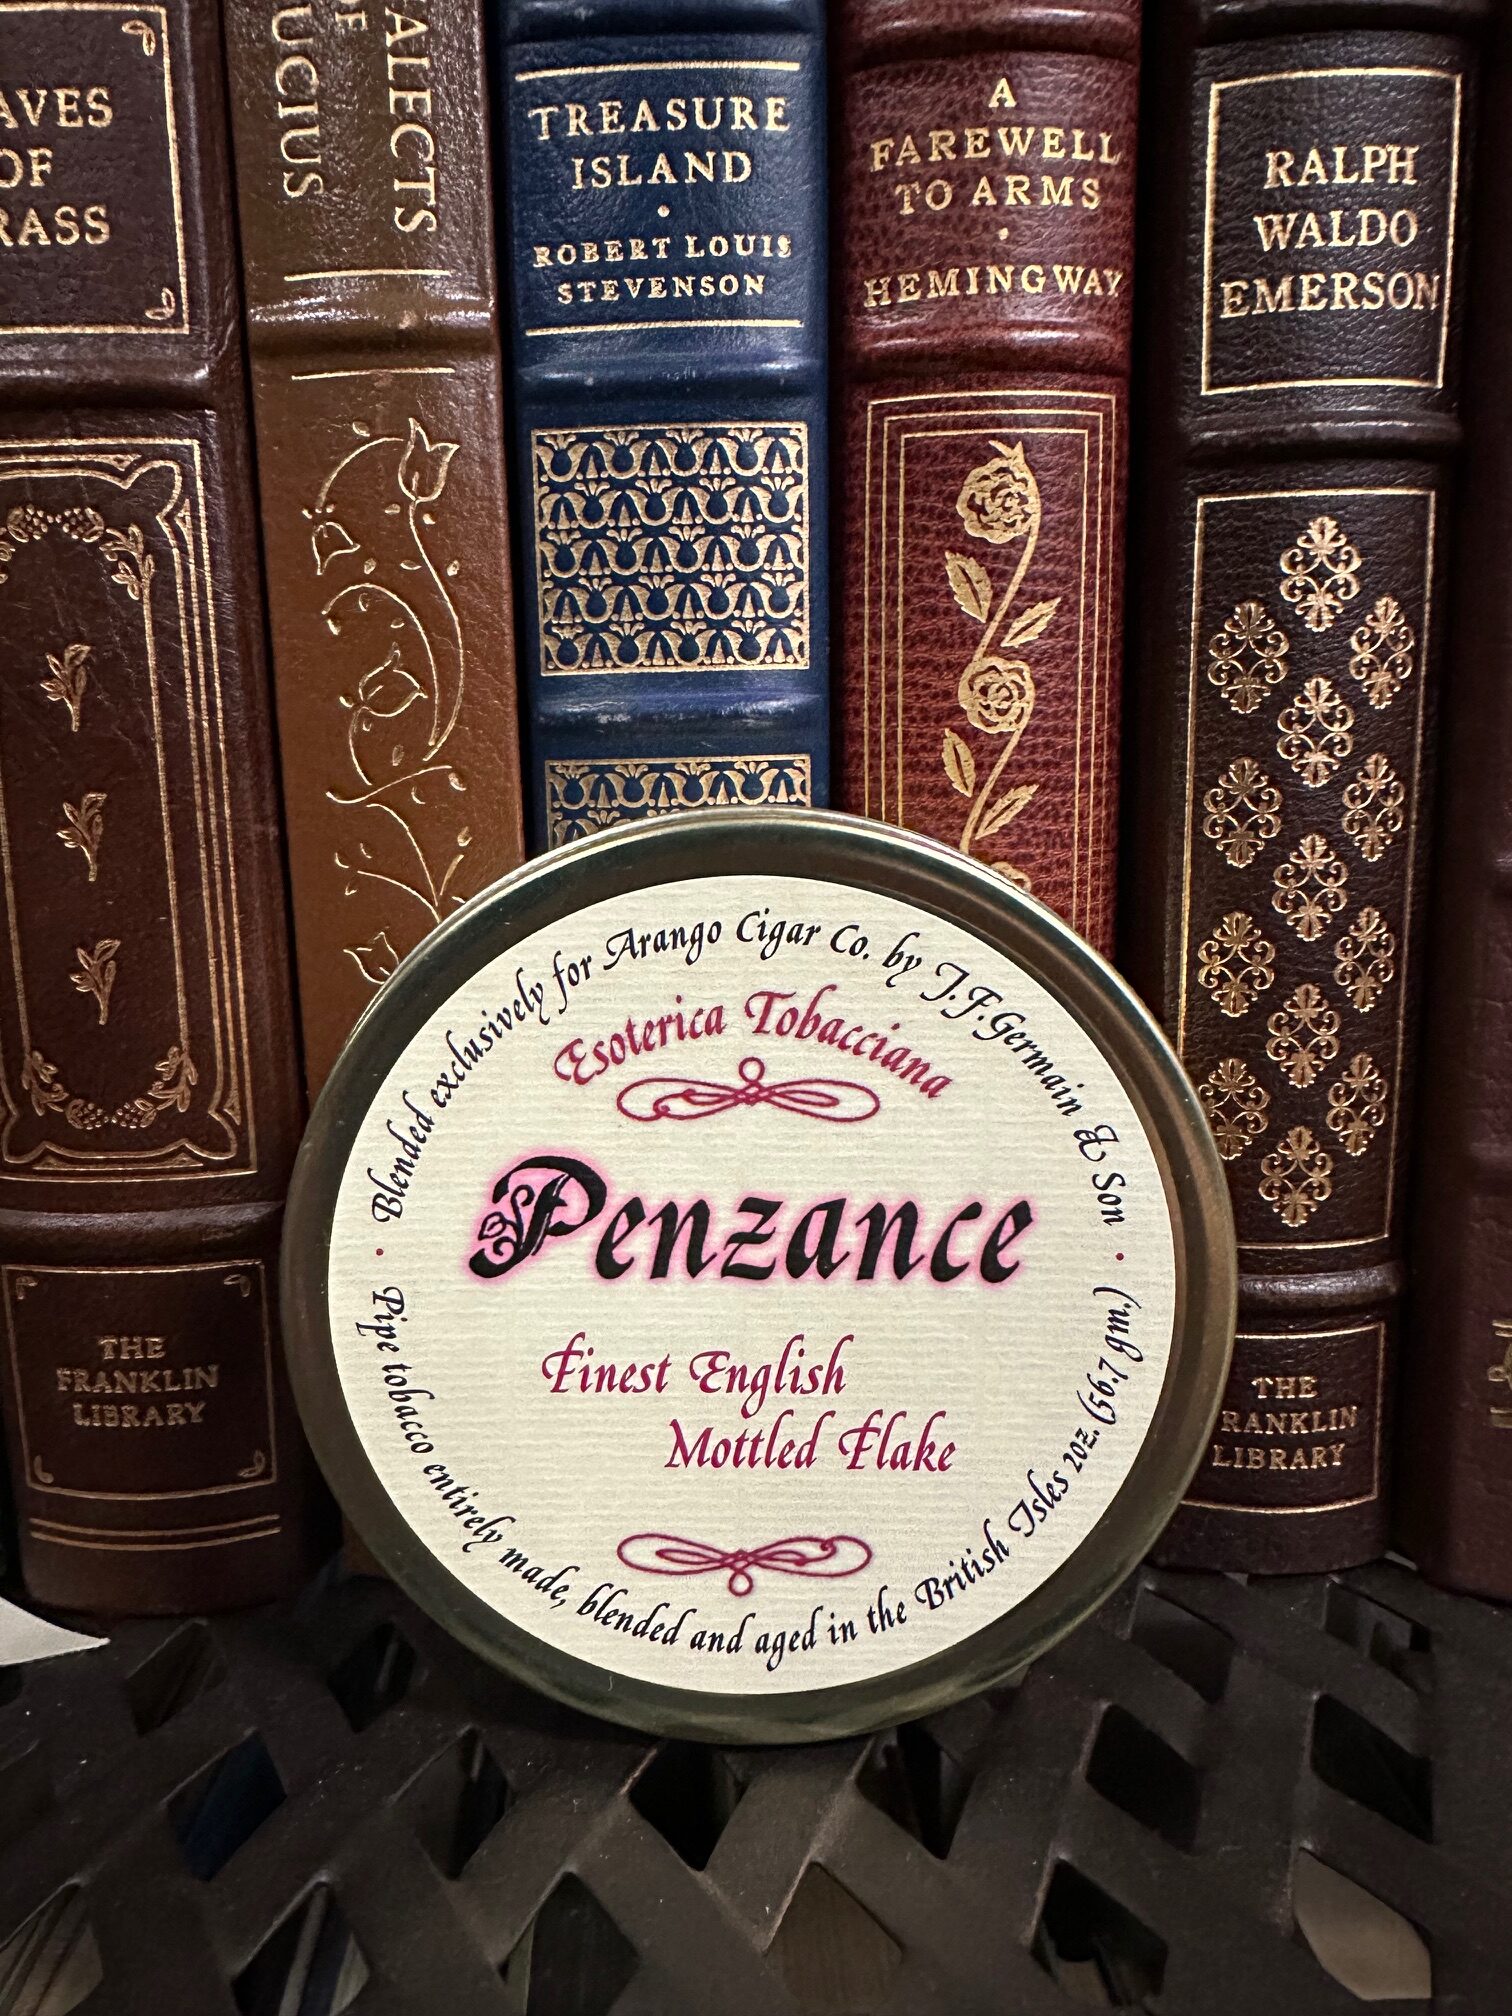 AVES
OF
RASS
ALECTS
OF
UCIUS
TREASURE
ISLAND
•
ROBERT LOUIS
STEVENSON
A
FAREWELL
TO ARMS
•
HEMINGWAY
RALPH
WALDO
EMERSON
Blended exclusively for Arango Cigar Co. by J.F.Germain & Son
Esoterica Tobacciana
Penzance
Finest English
Mottled Flake
• Pipe tobacco entirely made, blended and aged in the British Isles 2oz. (56.7 gm.) •
THE
FRANKLIN
LIBRARY
THE
RANKLIN
LIBRARY